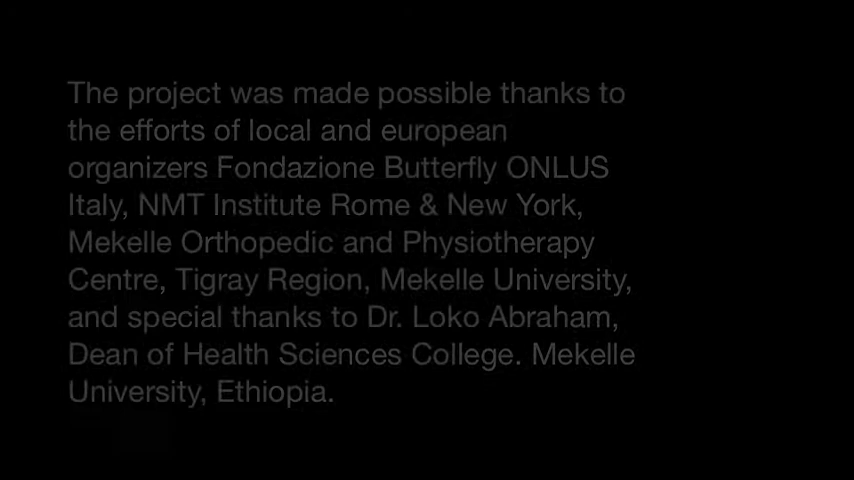 The project was made possible thanks to
the efforts of local and european
organizers Fondazione Butterfly ONLUS
Italy, NMT Institute Rome & New York,
Mekelle Orthopedic and Physiotherapy
Centre, Tigray Region, Mekelle University,
and special thanks to Dr. Loko Abraham,
Dean of Health Sciences College. Mekelle
University, Ethiopia.